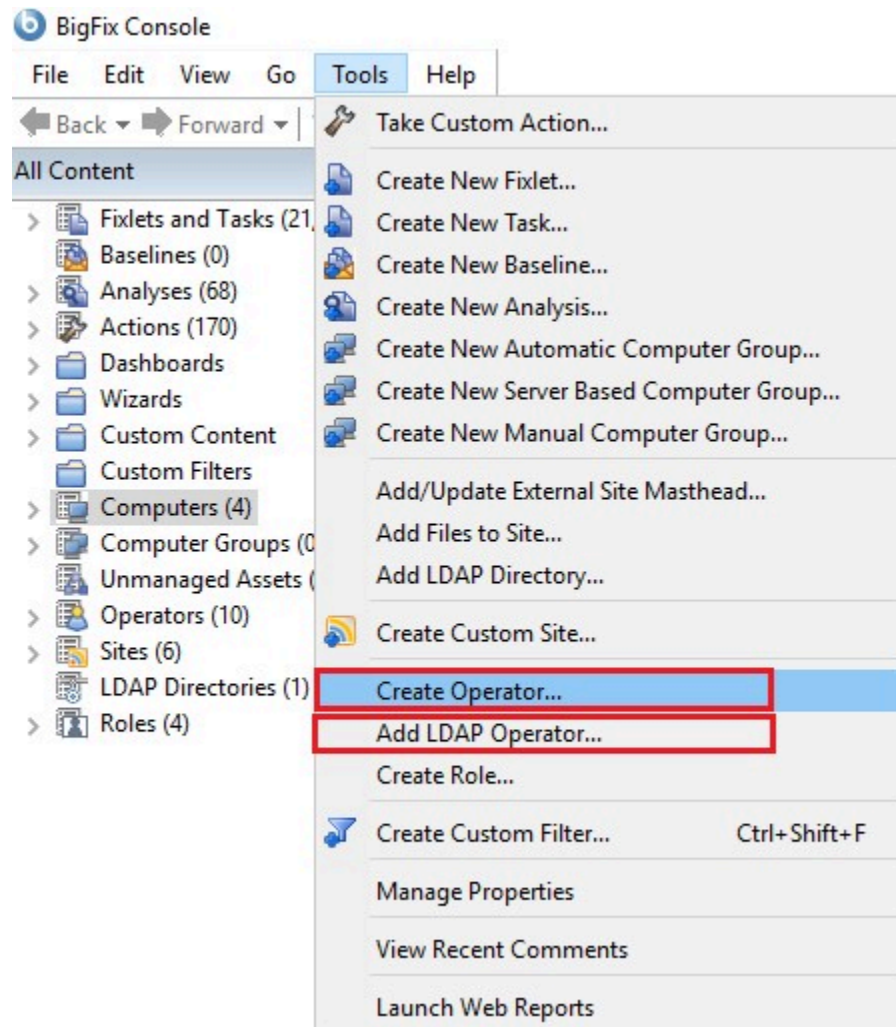 BigFix Console
File Edit View Go Tools Help
Back Forward
All Content
Fixlets and Tasks (21,
Baselines (0)
Analyses (68)
Actions (170)
Dashboards
Wizards
Custom Content
Custom Filters
Computers (4)
Computer Groups (0
Unmanaged Assets (
Operators (10)
Sites (6)
LDAP Directories (1)
Roles (4)
Take Custom Action...
Create New Fixlet...
Create New Task...
Create New Baseline...
Create New Analysis...
Create New Automatic Computer Group...
Create New Server Based Computer Group...
Create New Manual Computer Group...
Add/Update External Site Masthead...
Add Files to Site...
Add LDAP Directory...
Create Custom Site...
Create Operator...
Add LDAP Operator...
Create Role...
Create Custom Filter... Ctrl+Shift+F
Manage Properties
View Recent Comments
Launch Web Reports